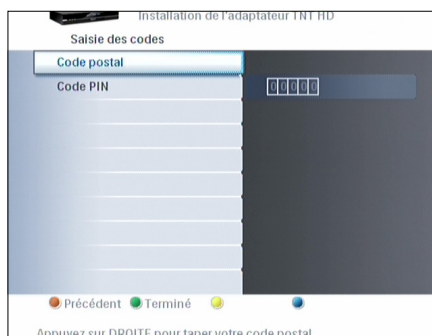 Installation de l'adaptateur TNT HD
Saisie des codes
Code postal
Code PIN
00000
Précédent Terminé
Appuyez sur DROITE pour taper votre code postal